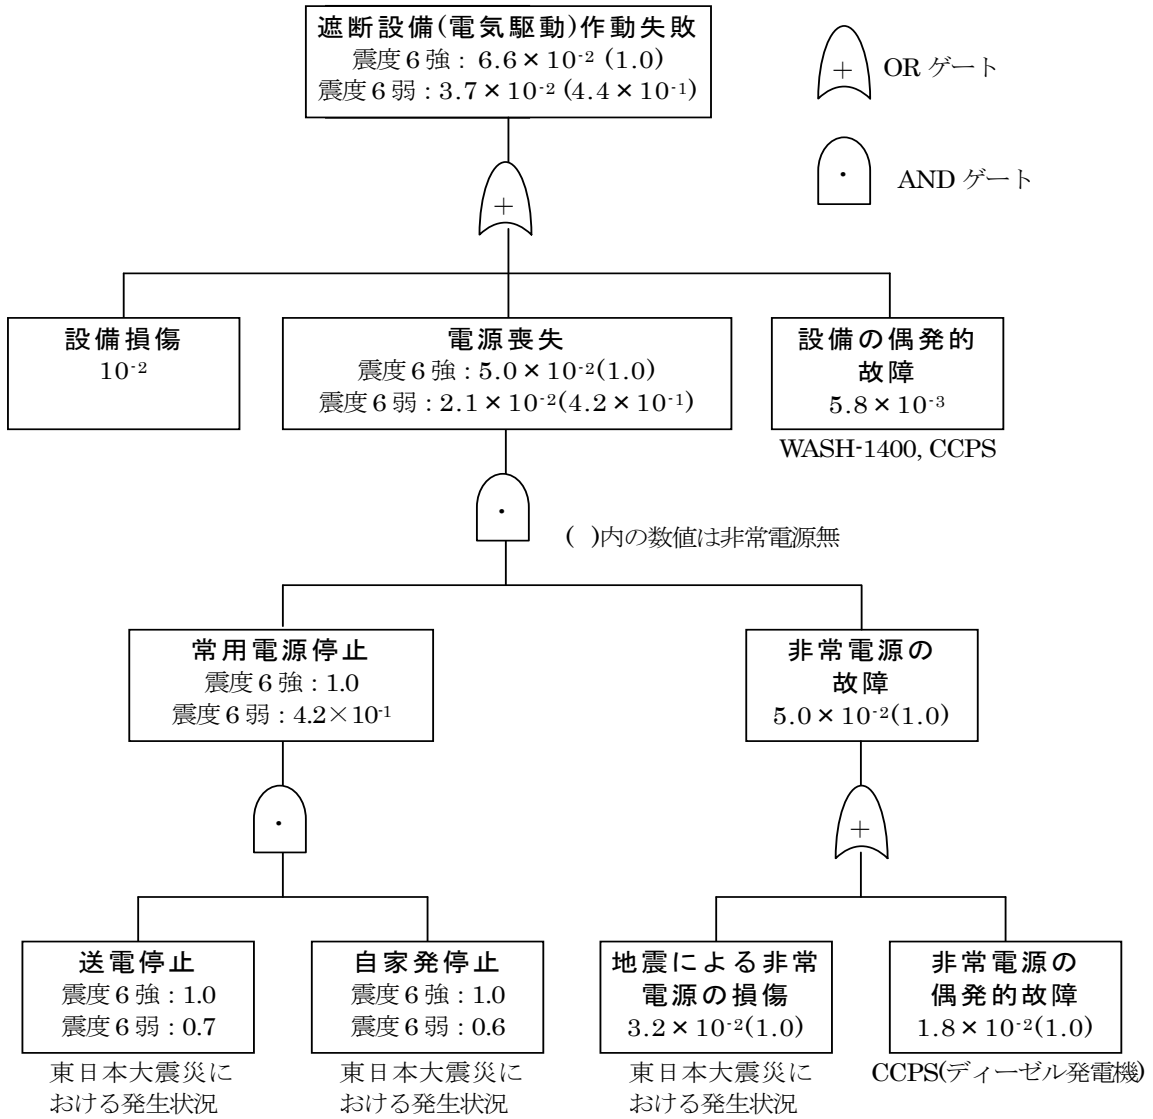 遮断設備(電気駆動)作動失敗
震度6強：6.6×10⁻² (1.0)
震度6弱：3.7×10⁻² (4.4×10⁻¹)
+
OR ゲート
・
AND ゲート
+
設備損傷
10⁻²
電源喪失
震度6強：5.0×10⁻²(1.0)
震度6弱：2.1×10⁻²(4.2×10⁻¹)
設備の偶発的
故障
5.8×10⁻³
WASH-1400, CCPS
・
(　)内の数値は非常電源無
常用電源停止
震度6強：1.0
震度6弱：4.2×10⁻¹
非常電源の
故障
5.0×10⁻²(1.0)
・
+
送電停止
震度6強：1.0
震度6弱：0.7
東日本大震災に
おける発生状況
自家発停止
震度6強：1.0
震度6弱：0.6
東日本大震災に
おける発生状況
地震による非常
電源の損傷
3.2×10⁻²(1.0)
東日本大震災に
おける発生状況
非常電源の
偶発的故障
1.8×10⁻²(1.0)
CCPS(ディーゼル発電機)